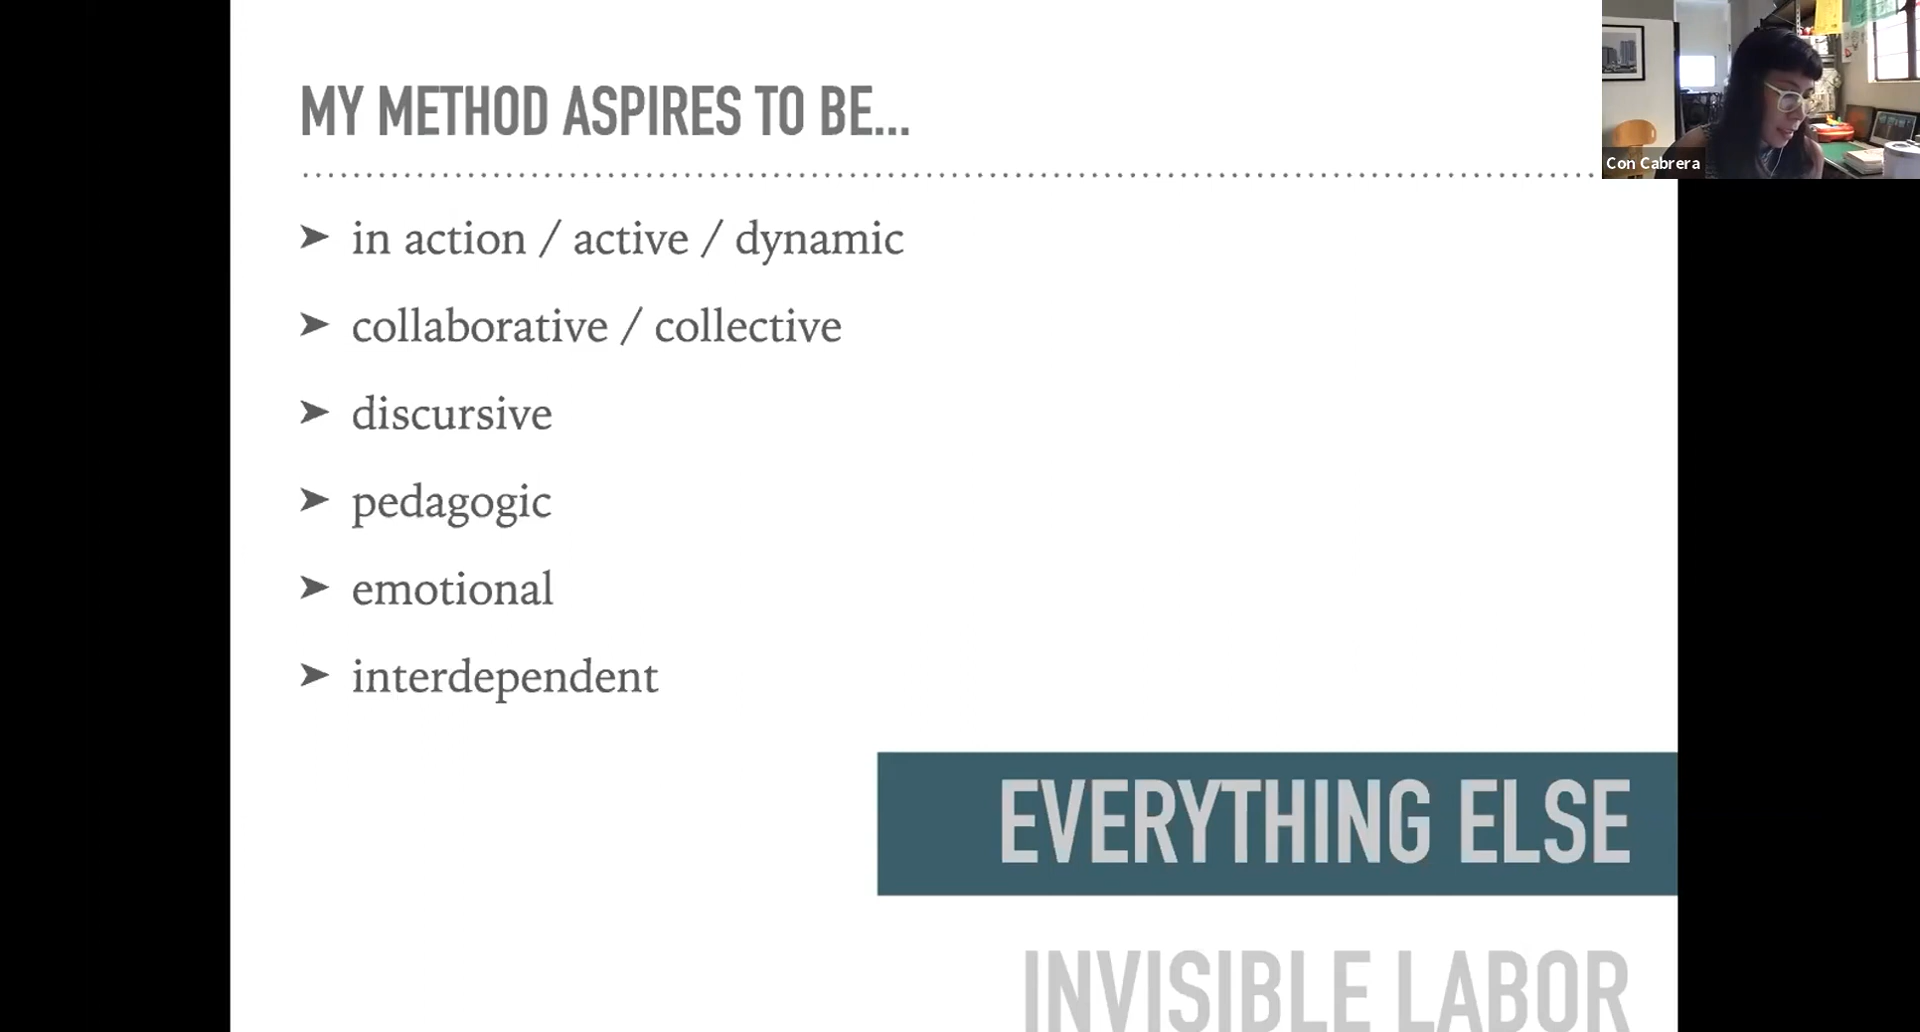 MY METHOD ASPIRES TO BE...
Con Cabrera
➤ in action / active / dynamic
➤ collaborative / collective
➤ discursive
➤ pedagogic
➤ emotional
➤ interdependent
EVERYTHING ELSE
INVISIBLE LABOR